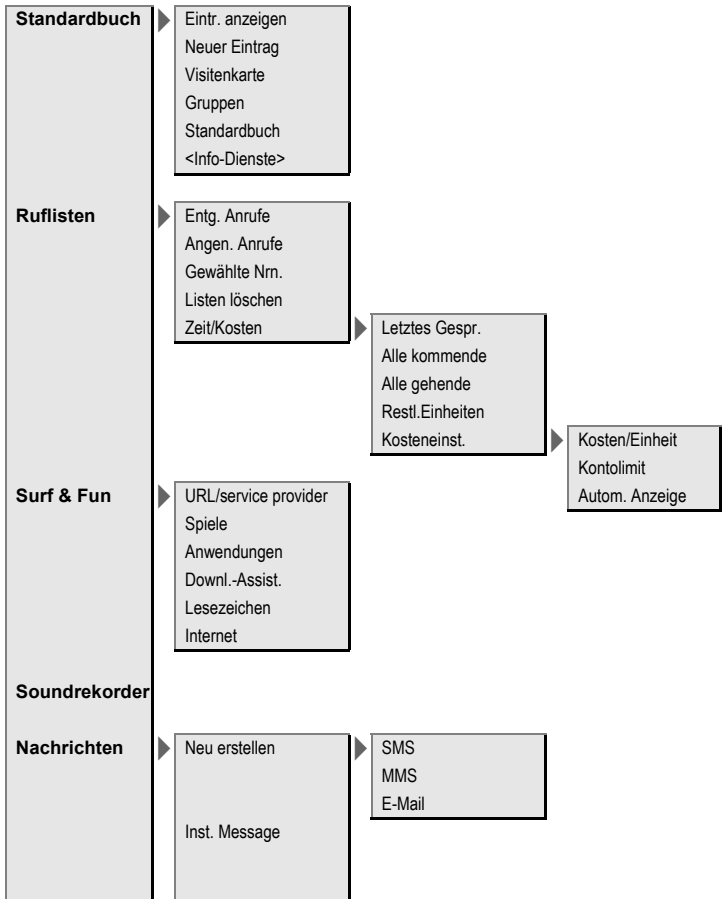 Standardbuch
Eintr. anzeigen
Neuer Eintrag
Visitenkarte
Gruppen
Standardbuch
<Info-Dienste>
Ruflisten
Entg. Anrufe
Angen. Anrufe
Gewählte Nrn.
Listen löschen
Zeit/Kosten
Letztes Gespr.
Alle kommende
Alle gehende
Restl.Einheiten
Kosteneinst.
Kosten/Einheit
Kontolimit
Autom. Anzeige
Surf & Fun
URL/service provider
Spiele
Anwendungen
Downl.-Assist.
Lesezeichen
Internet
Soundrekorder
Nachrichten
Neu erstellen
SMS
MMS
E-Mail
Inst. Message